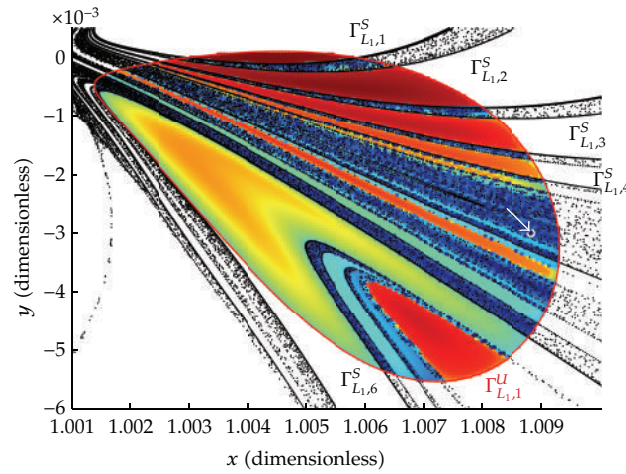 ×10⁻³
Γ^S_{L₁,1}
Γ^S_{L₁,2}
Γ^S_{L₁,3}
Γ^S_{L₁,4}
0
−1
−2
−3
−4
−5
−6
y (dimensionless)
Γ^S_{L₁,6}
Γ^U_{L₁,1}
1.001 1.002 1.003 1.004 1.005 1.006 1.007 1.008 1.009
x (dimensionless)